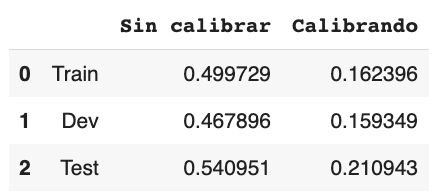 Sin calibrar Calibrando
0 Train 0.499729 0.162396
1 Dev 0.467896 0.159349
2 Test 0.540951 0.210943